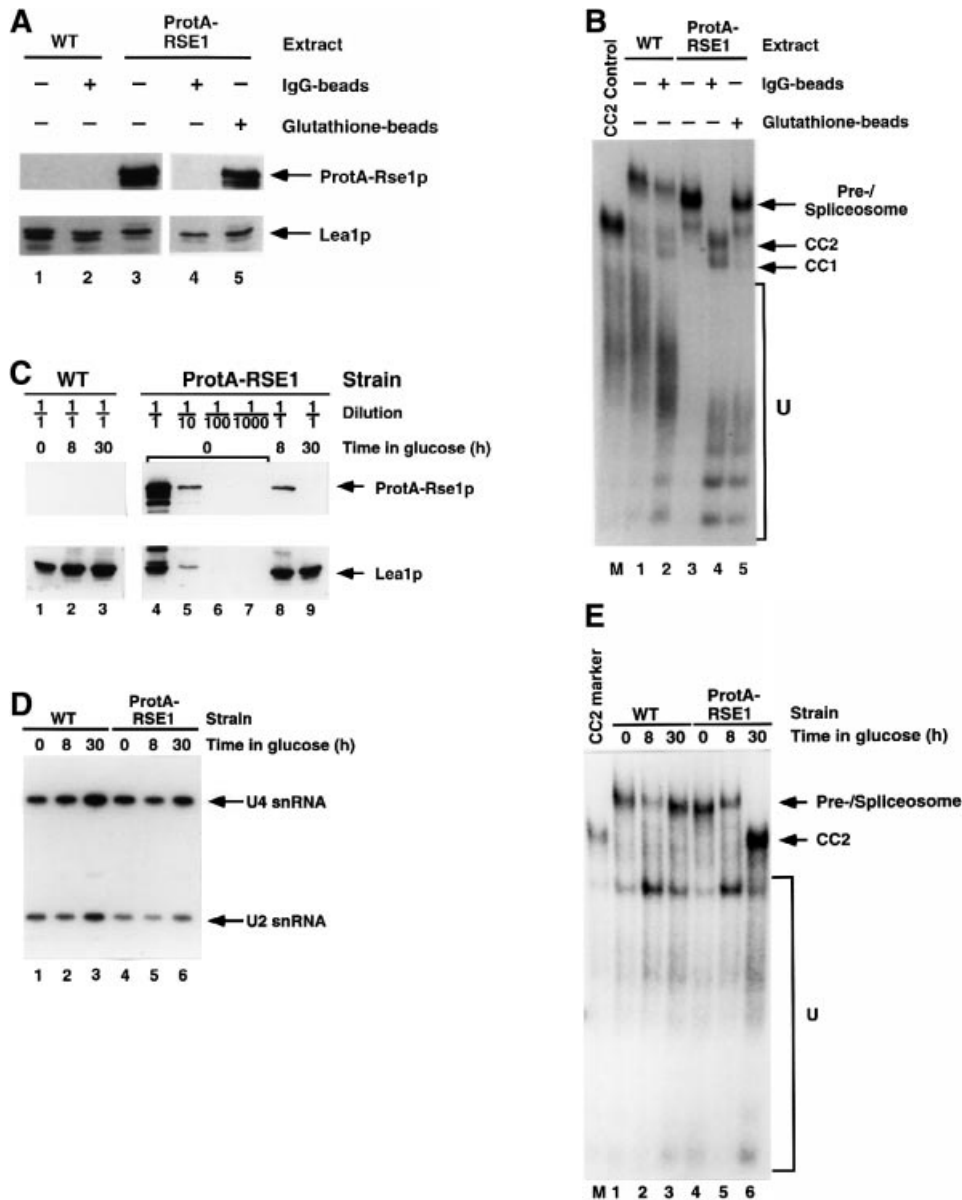 A
WT
ProtA-
RSE1
Extract
− + − + −
IgG-beads
− − − − +
Glutathione-beads
ProtA-Rse1p
Lea1p
1 2 3 4 5
B
CC2 Control
WT
ProtA-
RSE1
Extract
− + − + −
IgG-beads
− − − − +
Glutathione-beads
Pre-/
Spliceosome
CC2
CC1
U
M 1 2 3 4 5
C
WT
ProtA-RSE1
Strain
1/1 1/1 1/1 1/1 1/10 1/100 1/1000 1/1 1/1
Dilution
0 8 30 0 8 30
Time in glucose (h)
ProtA-Rse1p
Lea1p
1 2 3 4 5 6 7 8 9
D
WT
ProtA-
RSE1
Strain
0 8 30 0 8 30
Time in glucose (h)
U4 snRNA
U2 snRNA
1 2 3 4 5 6
E
CC2 marker
WT
ProtA-
RSE1
Strain
0 8 30 0 8 30
Time in glucose (h)
Pre-/Spliceosome
CC2
U
M 1 2 3 4 5 6